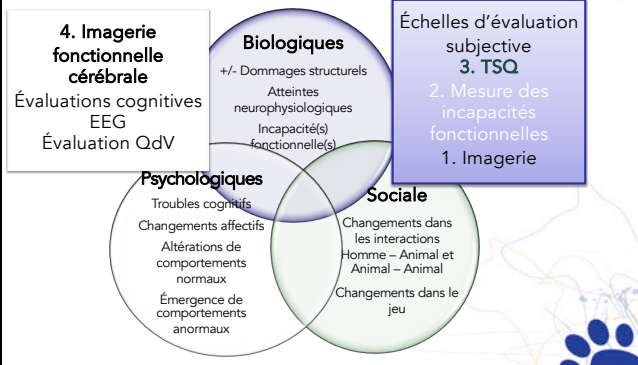 4. Imagerie
fonctionnelle
cérébrale
Évaluations cognitives
EEG
Évaluation QdV
Biologiques
+/- Dommages structurels
Atteintes
neurophysiologiques
Incapacité(s)
fonctionnelle(s)
Échelles d’évaluation
subjective
3. TSQ
2. Mesure des
incapacités
fonctionnelles
1. Imagerie
Psychologiques
Troubles cognitifs
Changements affectifs
Altérations de
comportements
normaux
Émergence de
comportements
anormaux
Sociale
Changements dans
les interactions
Homme – Animal et
Animal – Animal
Changements dans le
jeu